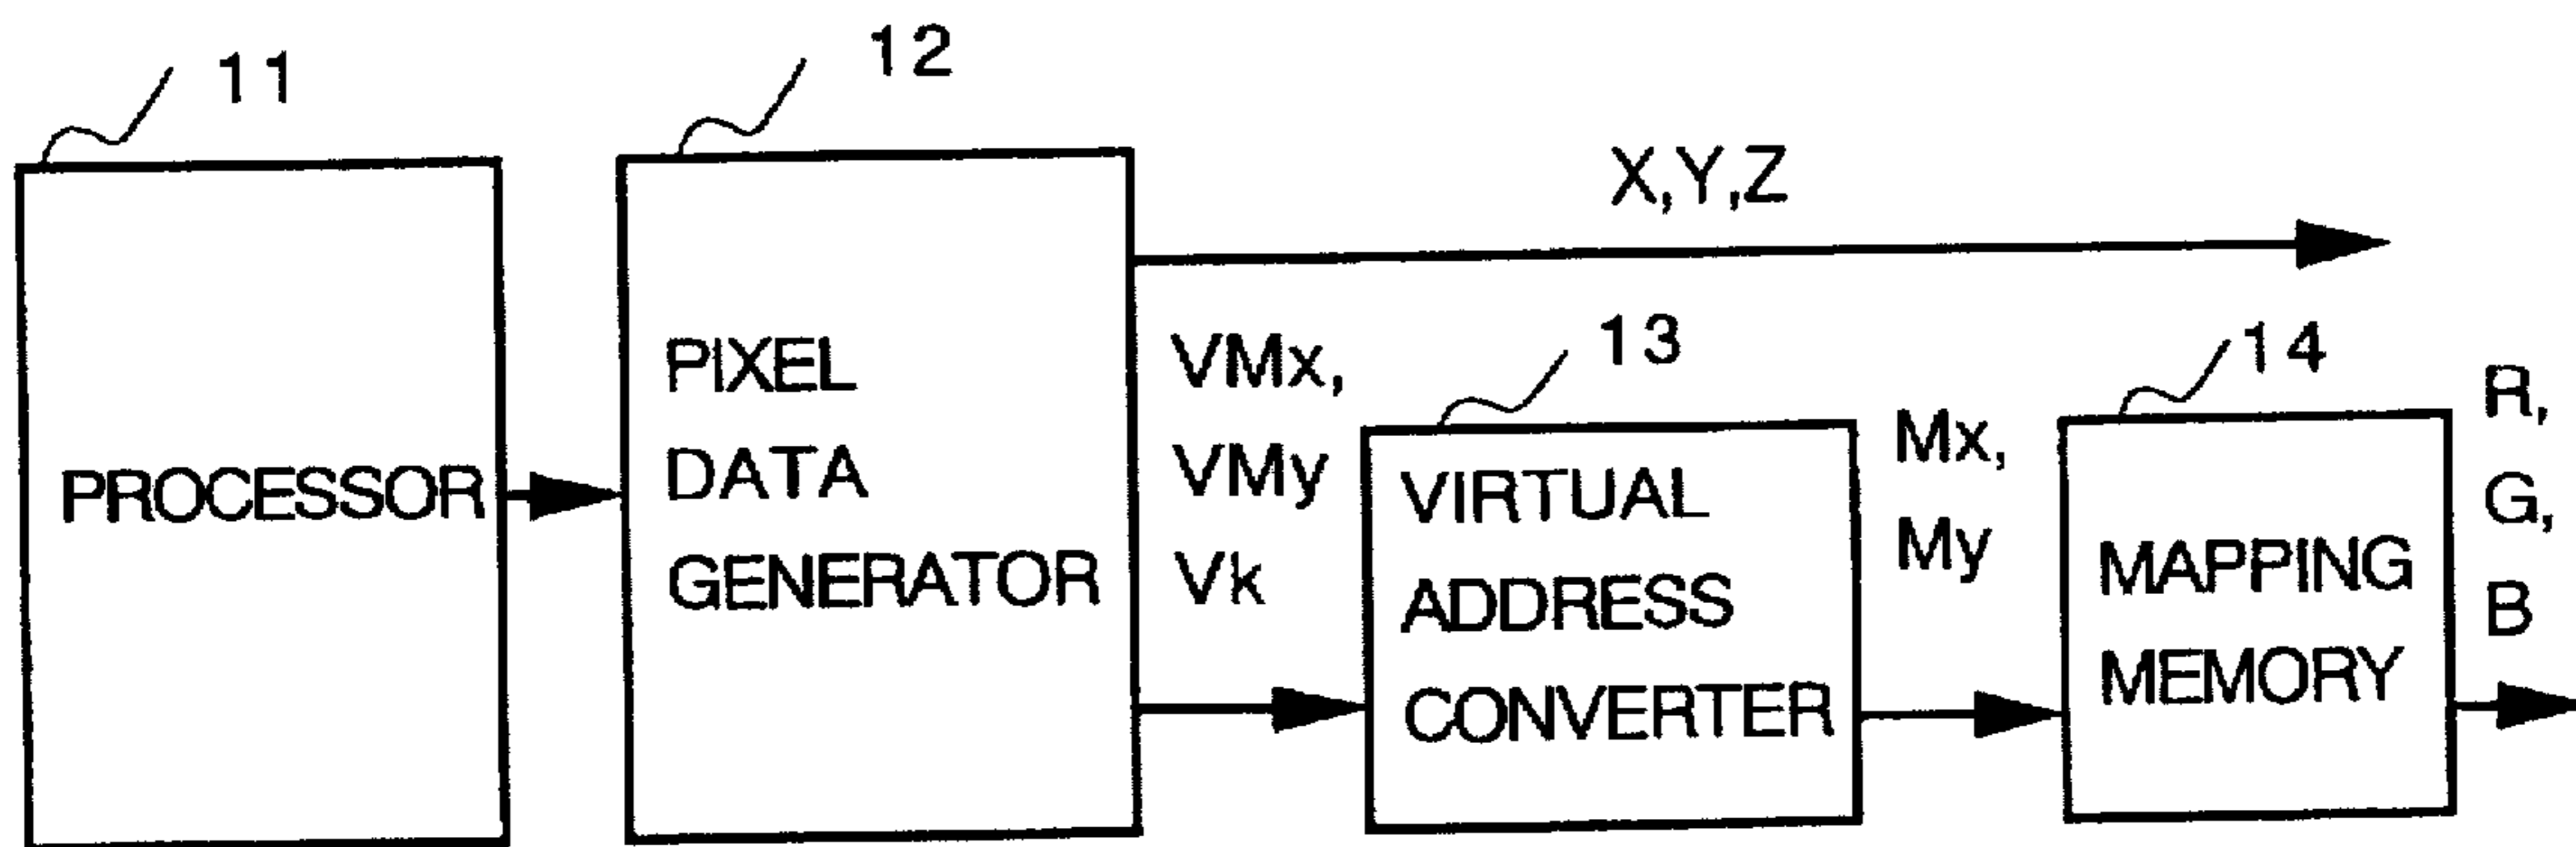 11
PROCESSOR
12
PIXEL
DATA
GENERATOR
X,Y,Z
VMx,
VMy
Vk
13
VIRTUAL
ADDRESS
CONVERTER
Mx,
My
14
MAPPING
MEMORY
R,
G,
B